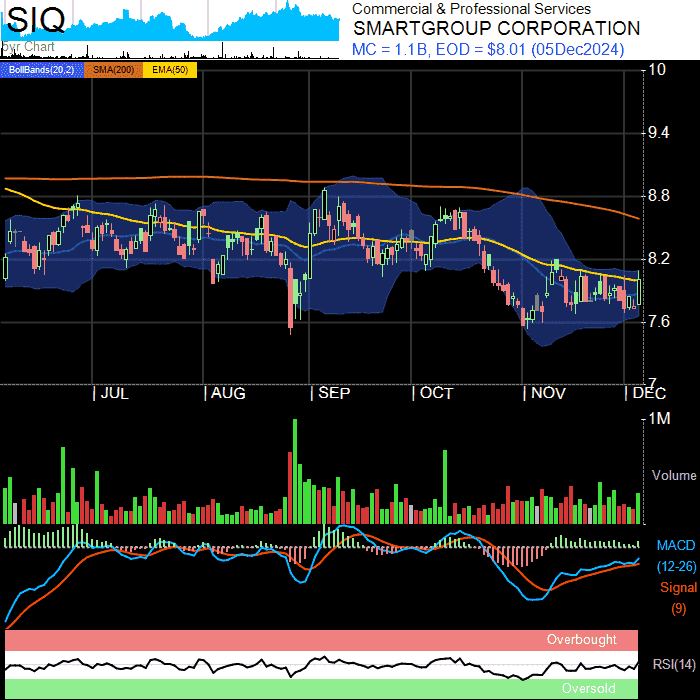 SIQ
5yr Chart
Commercial & Professional Services
SMARTGROUP CORPORATION
MC = 1.1B, EOD = $8.01 (05Dec2024)
BollBands(20,2) SMA(200) EMA(50)
10
9.4
8.8
8.2
7.6
7
JUL AUG SEP OCT NOV DEC
1M
Volume
MACD
(12-26)
Signal
(9)
Overbought
RSI(14)
Oversold